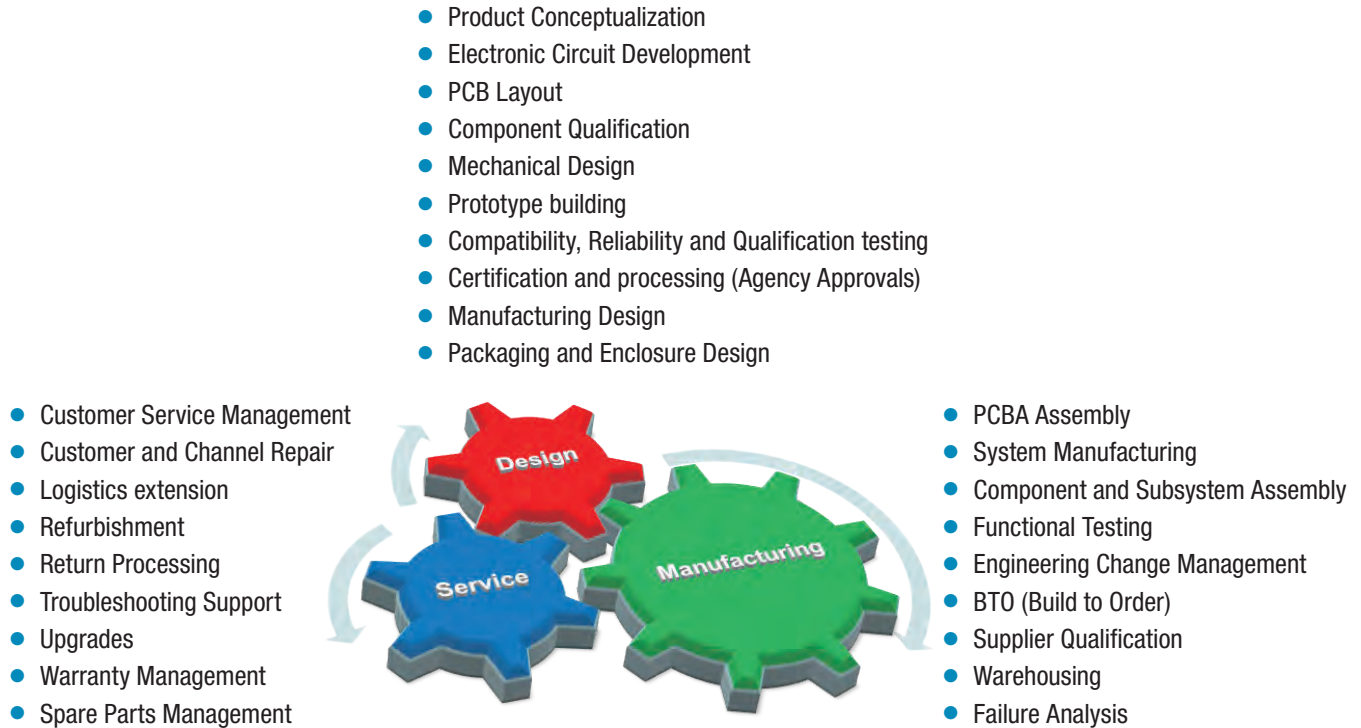 Product Conceptualization
Electronic Circuit Development
PCB Layout
Component Qualification
Mechanical Design
Prototype building
Compatibility, Reliability and Qualification testing
Certification and processing (Agency Approvals)
Manufacturing Design
Packaging and Enclosure Design
Customer Service Management
Customer and Channel Repair
Logistics extension
Refurbishment
Return Processing
Troubleshooting Support
Upgrades
Warranty Management
Spare Parts Management
Design
Service
Manufacturing
PCBA Assembly
System Manufacturing
Component and Subsystem Assembly
Functional Testing
Engineering Change Management
BTO (Build to Order)
Supplier Qualification
Warehousing
Failure Analysis